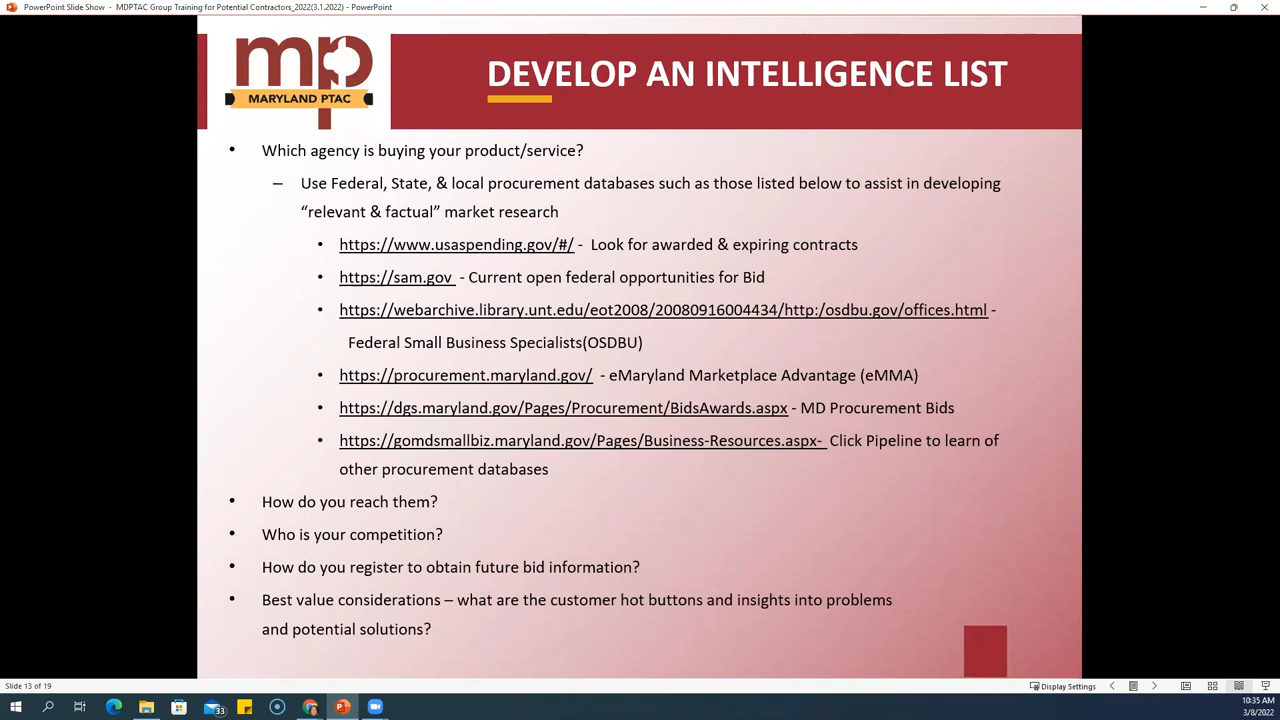 PowerPoint Slide Show - MDPTAC Group Training for Potential Contractors_2022(3.1.2022) - PowerPoint
mp
MARYLAND PTAC
DEVELOP AN INTELLIGENCE LIST
• Which agency is buying your product/service?
– Use Federal, State, & local procurement databases such as those listed below to assist in developing
“relevant & factual” market research
• https://www.usaspending.gov/#/ - Look for awarded & expiring contracts
• https://sam.gov - Current open federal opportunities for Bid
• https://webarchive.library.unt.edu/eot2008/20080916004434/http:/osdbu.gov/offices.html -
Federal Small Business Specialists(OSDBU)
• https://procurement.maryland.gov/ - eMaryland Marketplace Advantage (eMMA)
• https://dgs.maryland.gov/Pages/Procurement/BidsAwards.aspx - MD Procurement Bids
• https://gomdsmallbiz.maryland.gov/Pages/Business-Resources.aspx- Click Pipeline to learn of
other procurement databases
• How do you reach them?
• Who is your competition?
• How do you register to obtain future bid information?
• Best value considerations – what are the customer hot buttons and insights into problems
and potential solutions?
Slide 13 of 19
Display Settings
33
10:35 AM
3/8/2022